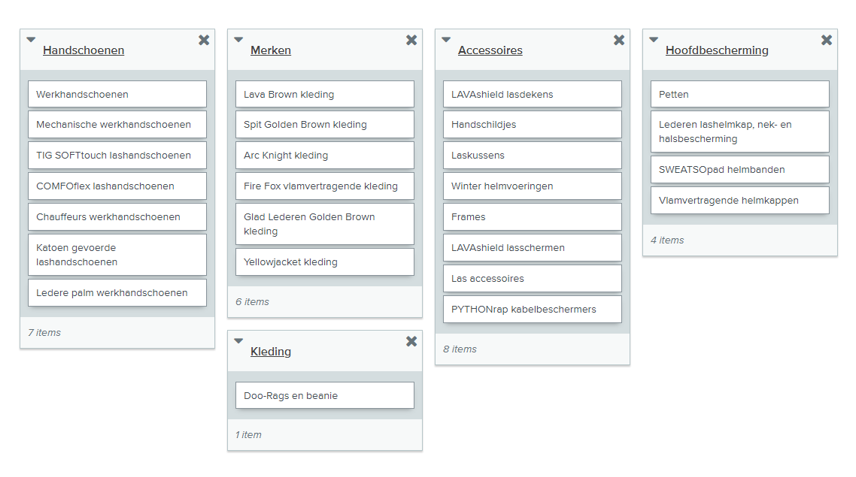 Handschoenen
Werkhandschoenen
Mechanische werkhandschoenen
TIG SOFTtouch lashandschoenen
COMFOflex lashandschoenen
Chauffeurs werkhandschoenen
Katoen gevoerde
lashandschoenen
Ledere palm werkhandschoenen
7 items
Merken
Lava Brown kleding
Spit Golden Brown kleding
Arc Knight kleding
Fire Fox vlamvertragende kleding
Glad Lederen Golden Brown
kleding
Yellowjacket kleding
6 items
Kleding
Doo-Rags en beanie
1 item
Accessoires
LAVAshield lasdekens
Handschildjes
Laskussens
Winter helmvoeringen
Frames
LAVAshield lasschermen
Las accessoires
PYTHONrap kabelbeschermers
8 items
Hoofdbescherming
Petten
Lederen lashelmkap, nek- en
halsbescherming
SWEATSOpad helmbanden
Vlamvertragende helmkappen
4 items